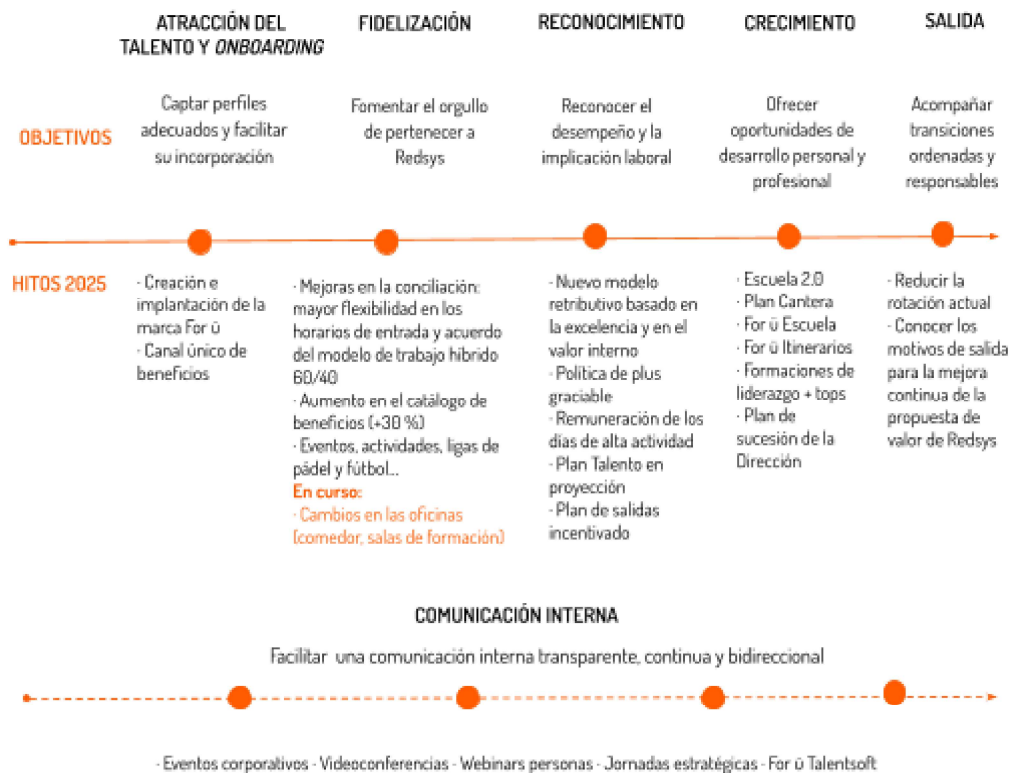 ATRACCIÓN DEL
TALENTO Y ONBOARDING
FIDELIZACIÓN
RECONOCIMIENTO
CRECIMIENTO
SALIDA
OBJETIVOS
Captar perfiles
adecuados y facilitar
su incorporación
Fomentar el orgullo
de pertenecer a
Redsys
Reconocer el
desempeño y la
implicación laboral
Ofrecer
oportunidades de
desarrollo personal y
profesional
Acompañar
transiciones
ordenadas y
responsables
HITOS 2025
· Creación e
implantación de la
marca For ü
· Canal único de
beneficios
· Mejoras en la conciliación:
mayor flexibilidad en los
horarios de entrada y acuerdo
del modelo de trabajo híbrido
60/40
· Aumento en el catálogo de
beneficios (+30 %)
· Eventos, actividades, ligas de
pádel y fútbol...
En curso:
· Cambios en las oficinas
(comedor, salas de formación)
· Nuevo modelo
retributivo basado en
la excelencia y en el
valor interno
· Política de plus
graciable
· Remuneración de los
días de alta actividad
· Plan Talento en
proyección
· Plan de salidas
incentivado
· Escuela 2.0
· Plan Cantera
· For ü Escuela
· For ü Itinerarios
· Formaciones de
liderazgo + tops
· Plan de
sucesión de la
Dirección
· Reducir la
rotación actual
· Conocer los
motivos de salida
para la mejora
continua de la
propuesta de
valor de Redsys
COMUNICACIÓN INTERNA
Facilitar una comunicación interna transparente, continua y bidireccional
· Eventos corporativos · Videoconferencias · Webinars personas · Jornadas estratégicas · For ü Talentsoft